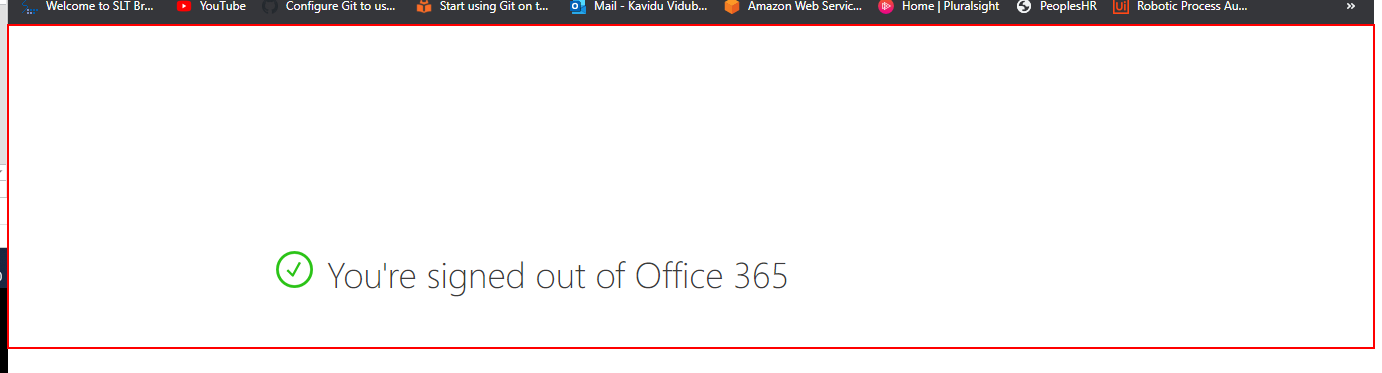 Welcome to SLT Br... YouTube Configure Git to us... Start using Git on t... Mail - Kavidu Vidub... Amazon Web Servic... Home | Pluralsight PeoplesHR Ui Robotic Process Au... »
You're signed out of Office 365